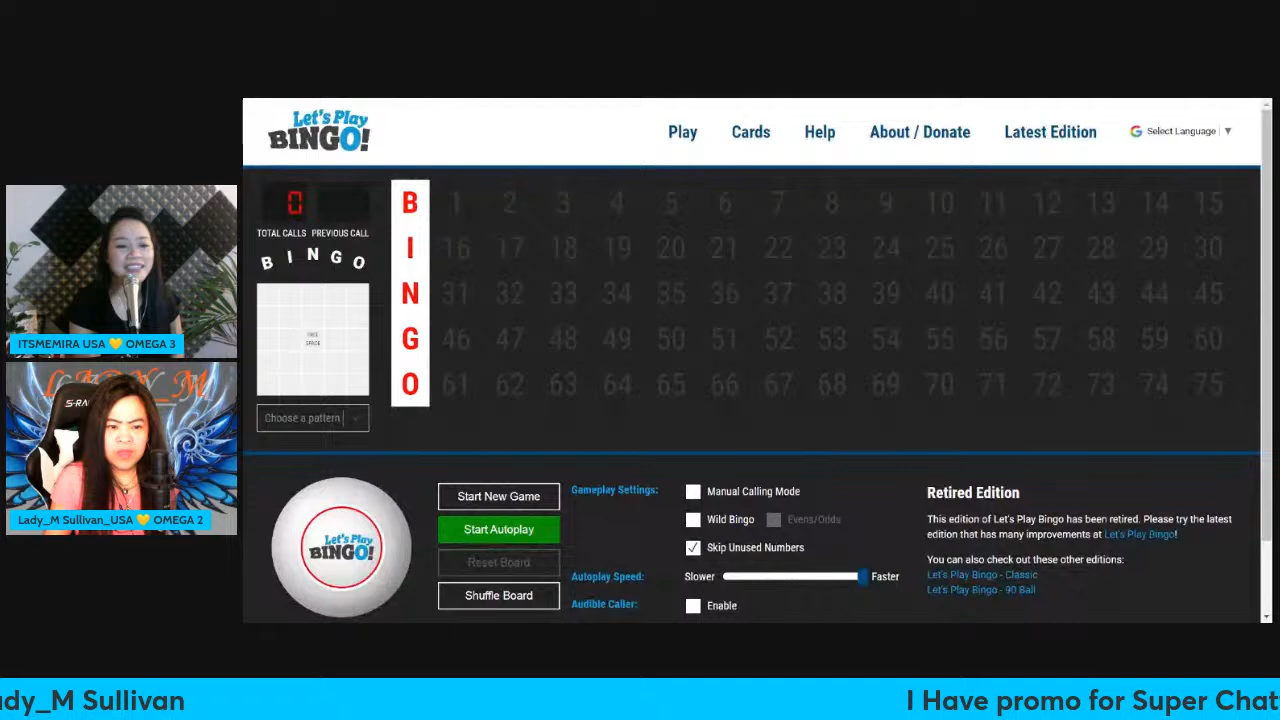 Let's Play
BINGO!
Play
Cards
Help
About / Donate
Latest Edition
Select Language
0
TOTAL CALLS
PREVIOUS CALL
B I N G O
FREE
SPACE
Choose a pattern
B 1 2 3 4 5 6 7 8 9 10 11 12 13 14 15
I 16 17 18 19 20 21 22 23 24 25 26 27 28 29 30
N 31 32 33 34 35 36 37 38 39 40 41 42 43 44 45
G 46 47 48 49 50 51 52 53 54 55 56 57 58 59 60
O 61 62 63 64 65 66 67 68 69 70 71 72 73 74 75
ITSMEMIRA USA 💛 OMEGA 3
LADY_M
Lady_M Sullivan_USA 💛 OMEGA 2
Let's Play
BINGO!
Start New Game
Start Autoplay
Reset Board
Shuffle Board
Gameplay Settings:
Manual Calling Mode
Wild Bingo
Evens/Odds
Skip Unused Numbers
Autoplay Speed:
Slower
Faster
Audible Caller:
Enable
Retired Edition
This edition of Let's Play Bingo has been retired. Please try the latest
edition that has many improvements at Let's Play Bingo!
You can also check out these other editions:
Let's Play Bingo - Classic
Let's Play Bingo - 90 Ball
ady_M Sullivan
I Have promo for Super Chat